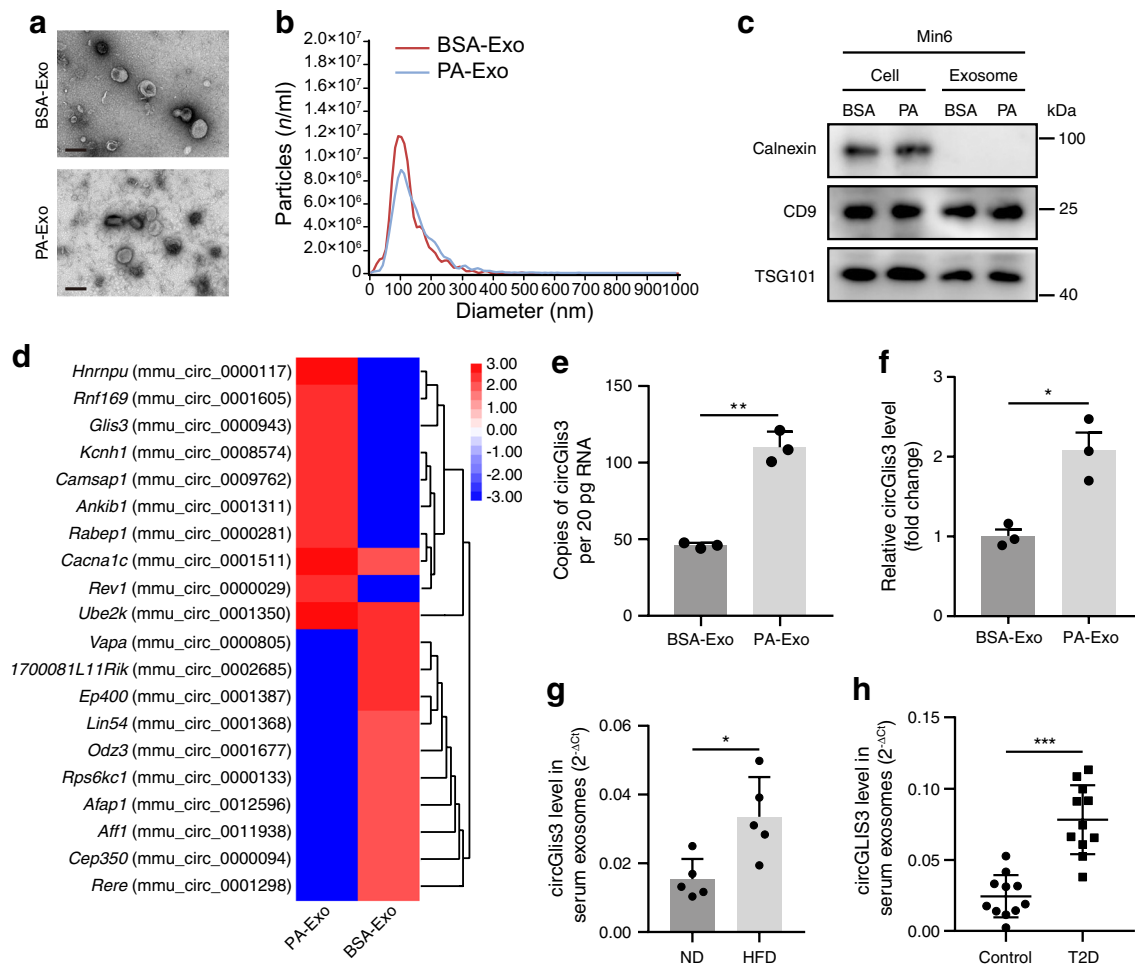 a
BSA-Exo
PA-Exo
b
Particles (n/ml)
2.0×10⁷
1.8×10⁷
1.6×10⁷
1.4×10⁷
1.2×10⁷
1.0×10⁷
8.0×10⁶
6.0×10⁶
4.0×10⁶
2.0×10⁶
0
BSA-Exo
PA-Exo
0 100 200 300 400 500 600 700 800 9001000
Diameter (nm)
c
Min6
Cell Exosome
BSA PA BSA PA kDa
Calnexin 100
CD9 25
TSG101
40
d
Hnrnpu (mmu_circ_0000117)
Rnf169 (mmu_circ_0001605)
Glis3 (mmu_circ_0000943)
Kcnh1 (mmu_circ_0008574)
Camsap1 (mmu_circ_0009762)
Ankib1 (mmu_circ_0001311)
Rabep1 (mmu_circ_0000281)
Cacna1c (mmu_circ_0001511)
Rev1 (mmu_circ_0000029)
Ube2k (mmu_circ_0001350)
Vapa (mmu_circ_0000805)
1700081L11Rik (mmu_circ_0002685)
Ep400 (mmu_circ_0001387)
Lin54 (mmu_circ_0001368)
Odz3 (mmu_circ_0001677)
Rps6kc1 (mmu_circ_0000133)
Afap1 (mmu_circ_0012596)
Aff1 (mmu_circ_0011938)
Cep350 (mmu_circ_0000094)
Rere (mmu_circ_0001298)
PA-Exo
BSA-Exo
3.00
2.00
1.00
0.00
-1.00
-2.00
-3.00
e
Copies of circGlis3
per 20 pg RNA
150
100
50
0
**
BSA-Exo PA-Exo
f
Relative circGlis3 level
(fold change)
3
2
1
0
*
BSA-Exo PA-Exo
g
circGlis3 level in
serum exosomes (2^-ΔCt)
0.06
0.04
0.02
0.00
*
ND HFD
h
circGLIS3 level in
serum exosomes (2^-ΔCt)
0.15
0.10
0.05
0.00
***
Control T2D